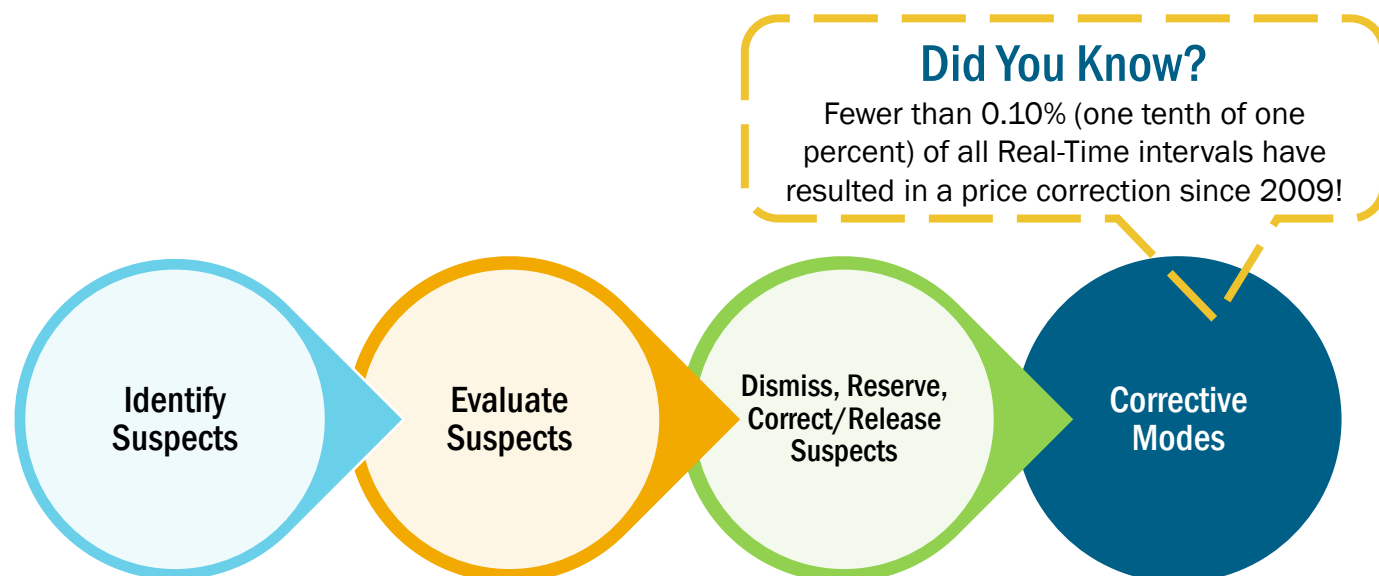 Did You Know?
Fewer than 0.10% (one tenth of one
percent) of all Real-Time intervals have
resulted in a price correction since 2009!
Identify
Suspects
Evaluate
Suspects
Dismiss, Reserve,
Correct/Release
Suspects
Corrective
Modes